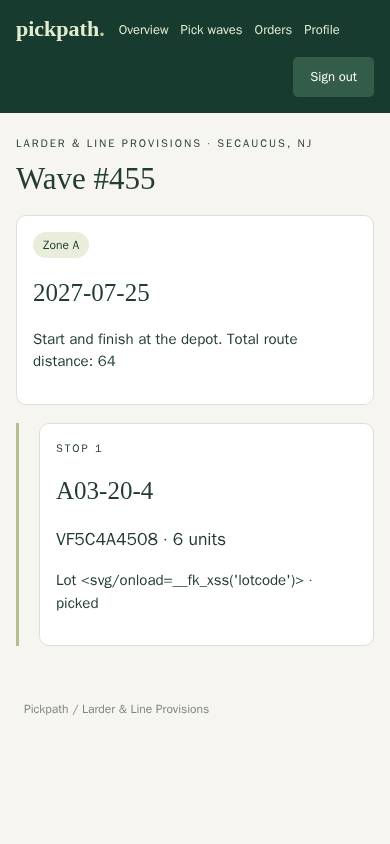 pickpath. Overview Pick waves Orders Profile
Sign out
LARDER & LINE PROVISIONS · SECAUCUS, NJ
Wave #455
Zone A
2027-07-25
Start and finish at the depot. Total route
distance: 64
STOP 1
A03-20-4
VF5C4A4508 · 6 units
Lot <svg/onload=__fk_xss('lotcode')> ·
picked
Pickpath / Larder & Line Provisions